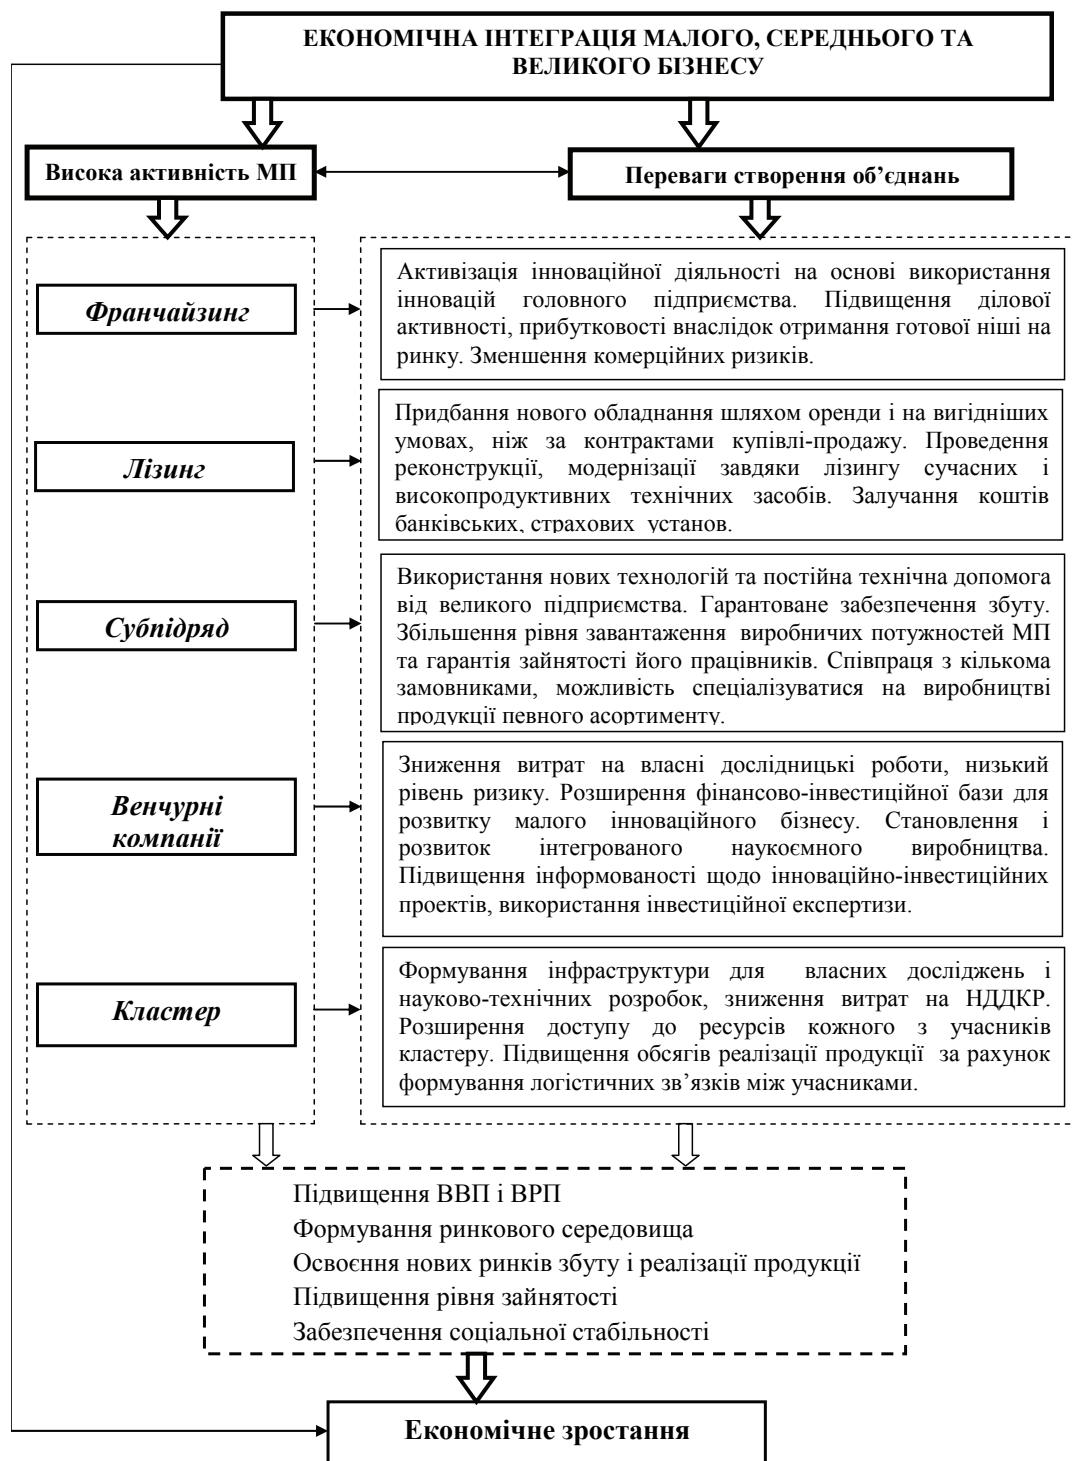 ЕКОНОМІЧНА ІНТЕГРАЦІЯ МАЛОГО, СЕРЕДНЬОГО ТА
ВЕЛИКОГО БІЗНЕСУ
Висока активність МП
Переваги створення об’єднань
Франчайзинг
Активізація інноваційної діяльності на основі використання
інновацій головного підприємства. Підвищення ділової
активності, прибутковості внаслідок отримання готової ніші на
ринку. Зменшення комерційних ризиків.
Лізинг
Придбання нового обладнання шляхом оренди і на вигідніших
умовах, ніж за контрактами купівлі-продажу. Проведення
реконструкції, модернізації завдяки лізингу сучасних і
високопродуктивних технічних засобів. Залучання коштів
банківських, страхових установ.
Субпідряд
Використання нових технологій та постійна технічна допомога
від великого підприємства. Гарантоване забезпечення збуту.
Збільшення рівня завантаження виробничих потужностей МП
та гарантія зайнятості його працівників. Співпраця з кількома
замовниками, можливість спеціалізуватися на виробництві
продукції певного асортименту.
Венчурні
компанії
Зниження витрат на власні дослідницькі роботи, низький
рівень ризику. Розширення фінансово-інвестиційної бази для
розвитку малого інноваційного бізнесу. Становлення і
розвиток інтегрованого наукоємного виробництва.
Підвищення інформованості щодо інноваційно-інвестиційних
проектів, використання інвестиційної експертизи.
Кластер
Формування інфраструктури для власних досліджень і
науково-технічних розробок, зниження витрат на НДДКР.
Розширення доступу до ресурсів кожного з учасників
кластеру. Підвищення обсягів реалізації продукції за рахунок
формування логістичних зв’язків між учасниками.
Підвищення ВВП і ВРП
Формування ринкового середовища
Освоєння нових ринків збуту і реалізації продукції
Підвищення рівня зайнятості
Забезпечення соціальної стабільності
Економічне зростання